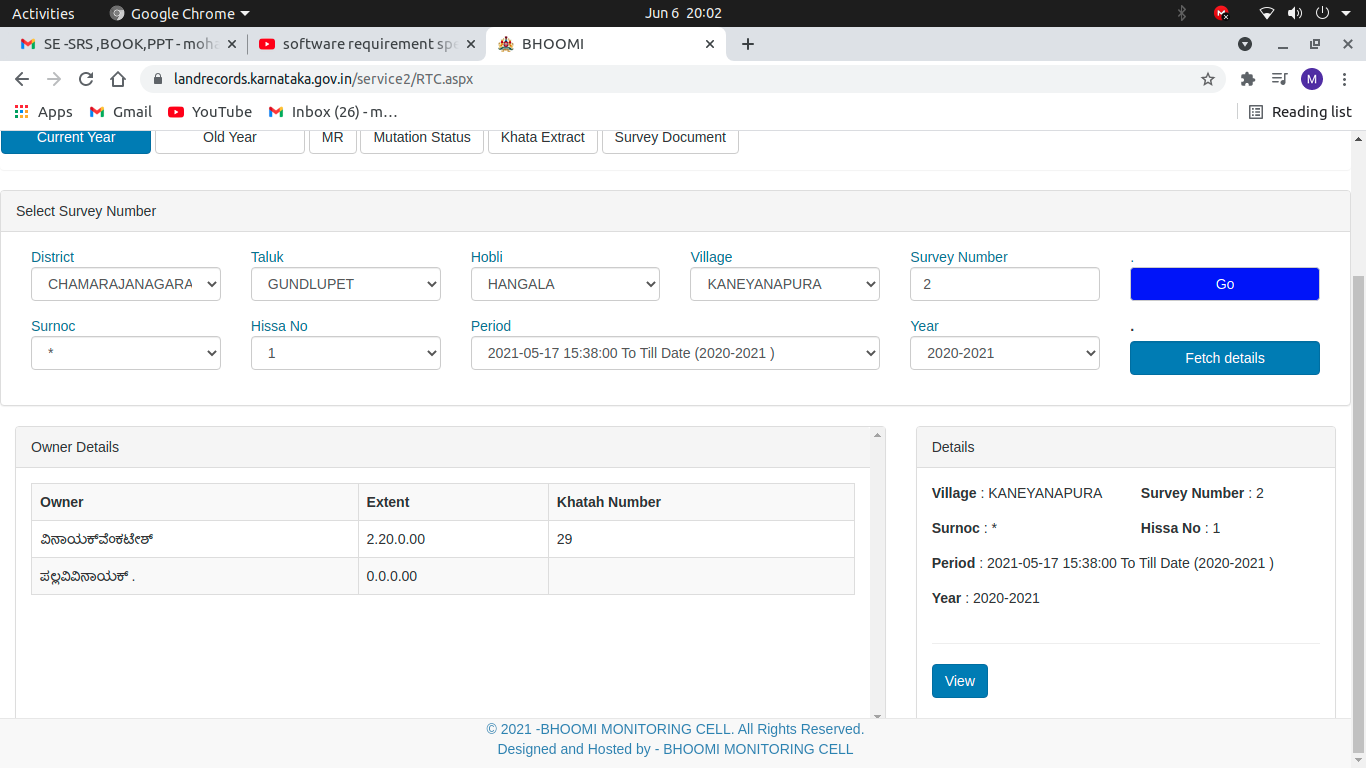 Activities Google Chrome Jun 6 20:02
SE -SRS ,BOOK,PPT - moha software requirement spe BHOOMI
landrecords.karnataka.gov.in/service2/RTC.aspx M
Apps Gmail YouTube Inbox (26) - m… Reading list
Current Year Old Year MR Mutation Status Khata Extract Survey Document
Select Survey Number
District Taluk Hobli Village Survey Number .
CHAMARAJANAGARA GUNDLUPET HANGALA KANEYANAPURA 2 Go
Surnoc Hissa No Period Year .
* 1 2021-05-17 15:38:00 To Till Date (2020-2021 ) 2020-2021 Fetch details
Owner Details
Owner Extent Khatah Number
ವಿನಾಯಕ್‌ವೆಂಕಟೇಶ್ 2.20.0.00 29
ಪಲ್ಲವಿವಿನಾಯಕ್ . 0.0.0.00
Details
Village : KANEYANAPURA Survey Number : 2
Surnoc : * Hissa No : 1
Period : 2021-05-17 15:38:00 To Till Date (2020-2021 )
Year : 2020-2021
View
© 2021 -BHOOMI MONITORING CELL. All Rights Reserved.
Designed and Hosted by - BHOOMI MONITORING CELL